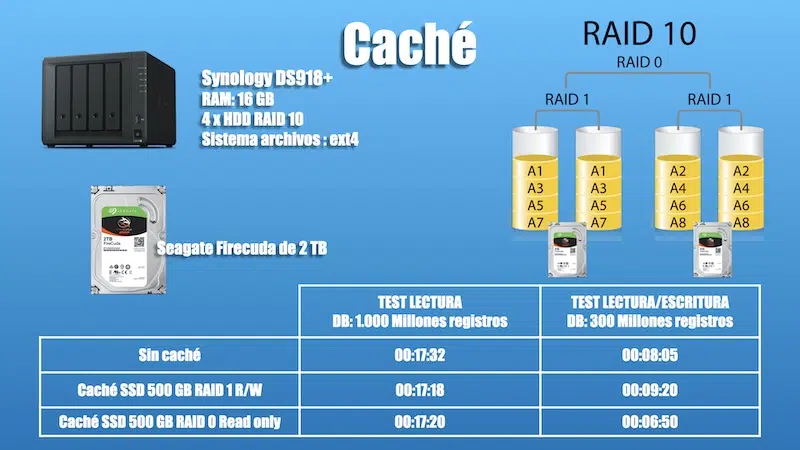 Caché
Synology DS918+
RAM: 16 GB
4 x HDD RAID 10
Sistema archivos : ext4
RAID 10
RAID 0
RAID 1
RAID 1
A1 A1 A2 A2
A3 A3 A4 A4
A5 A5 A6 A6
A7 A7 A8 A8
2TB
FireCuda
Seagate Firecuda de 2 TB
TEST LECTURA
DB: 1.000 Millones registros
TEST LECTURA/ESCRITURA
DB: 300 Millones registros
Sin caché 00:17:32 00:08:05
Caché SSD 500 GB RAID 1 R/W 00:17:18 00:09:20
Caché SSD 500 GB RAID 0 Read only 00:17:20 00:06:50